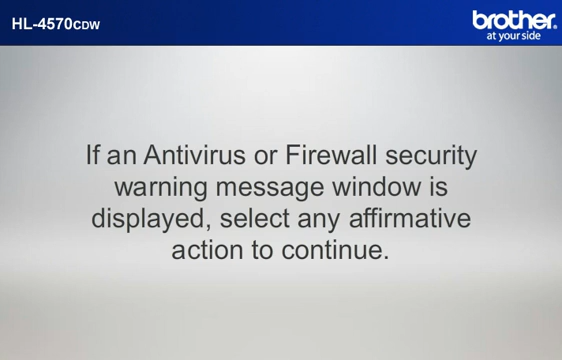 HL-4570CDW
brother
at your side
If an Antivirus or Firewall security
warning message window is
displayed, select any affirmative
action to continue.